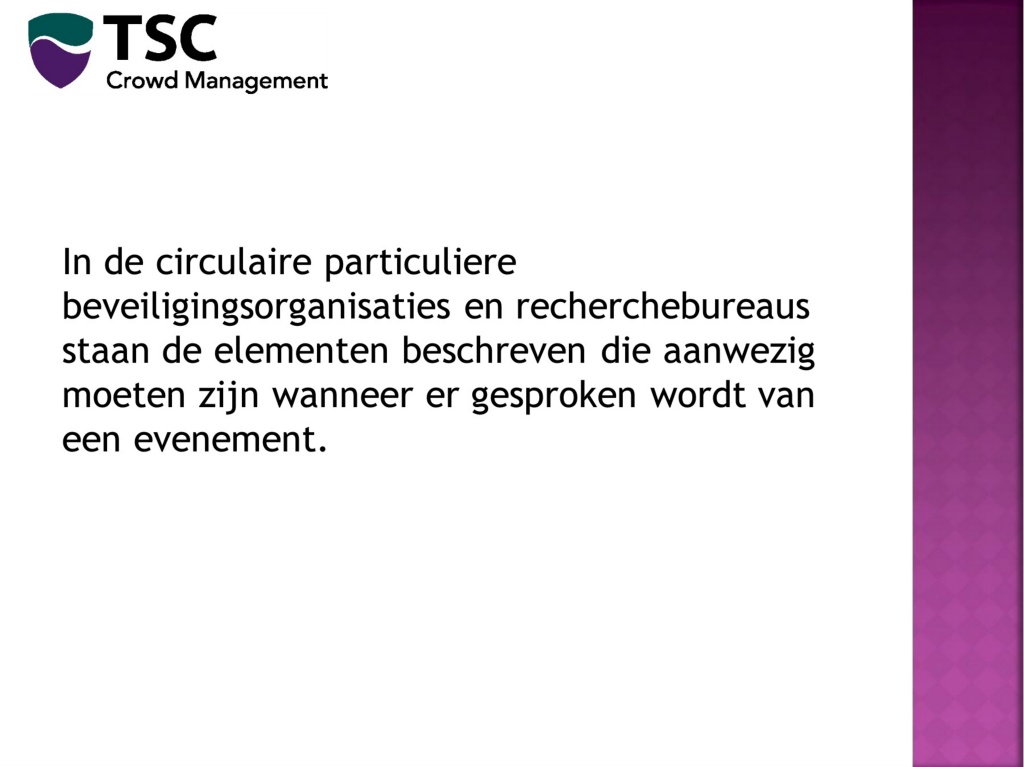 TSC
Crowd Management
In de circulaire particuliere
beveiligingsorganisaties en recherchebureaus
staan de elementen beschreven die aanwezig
moeten zijn wanneer er gesproken wordt van
een evenement.